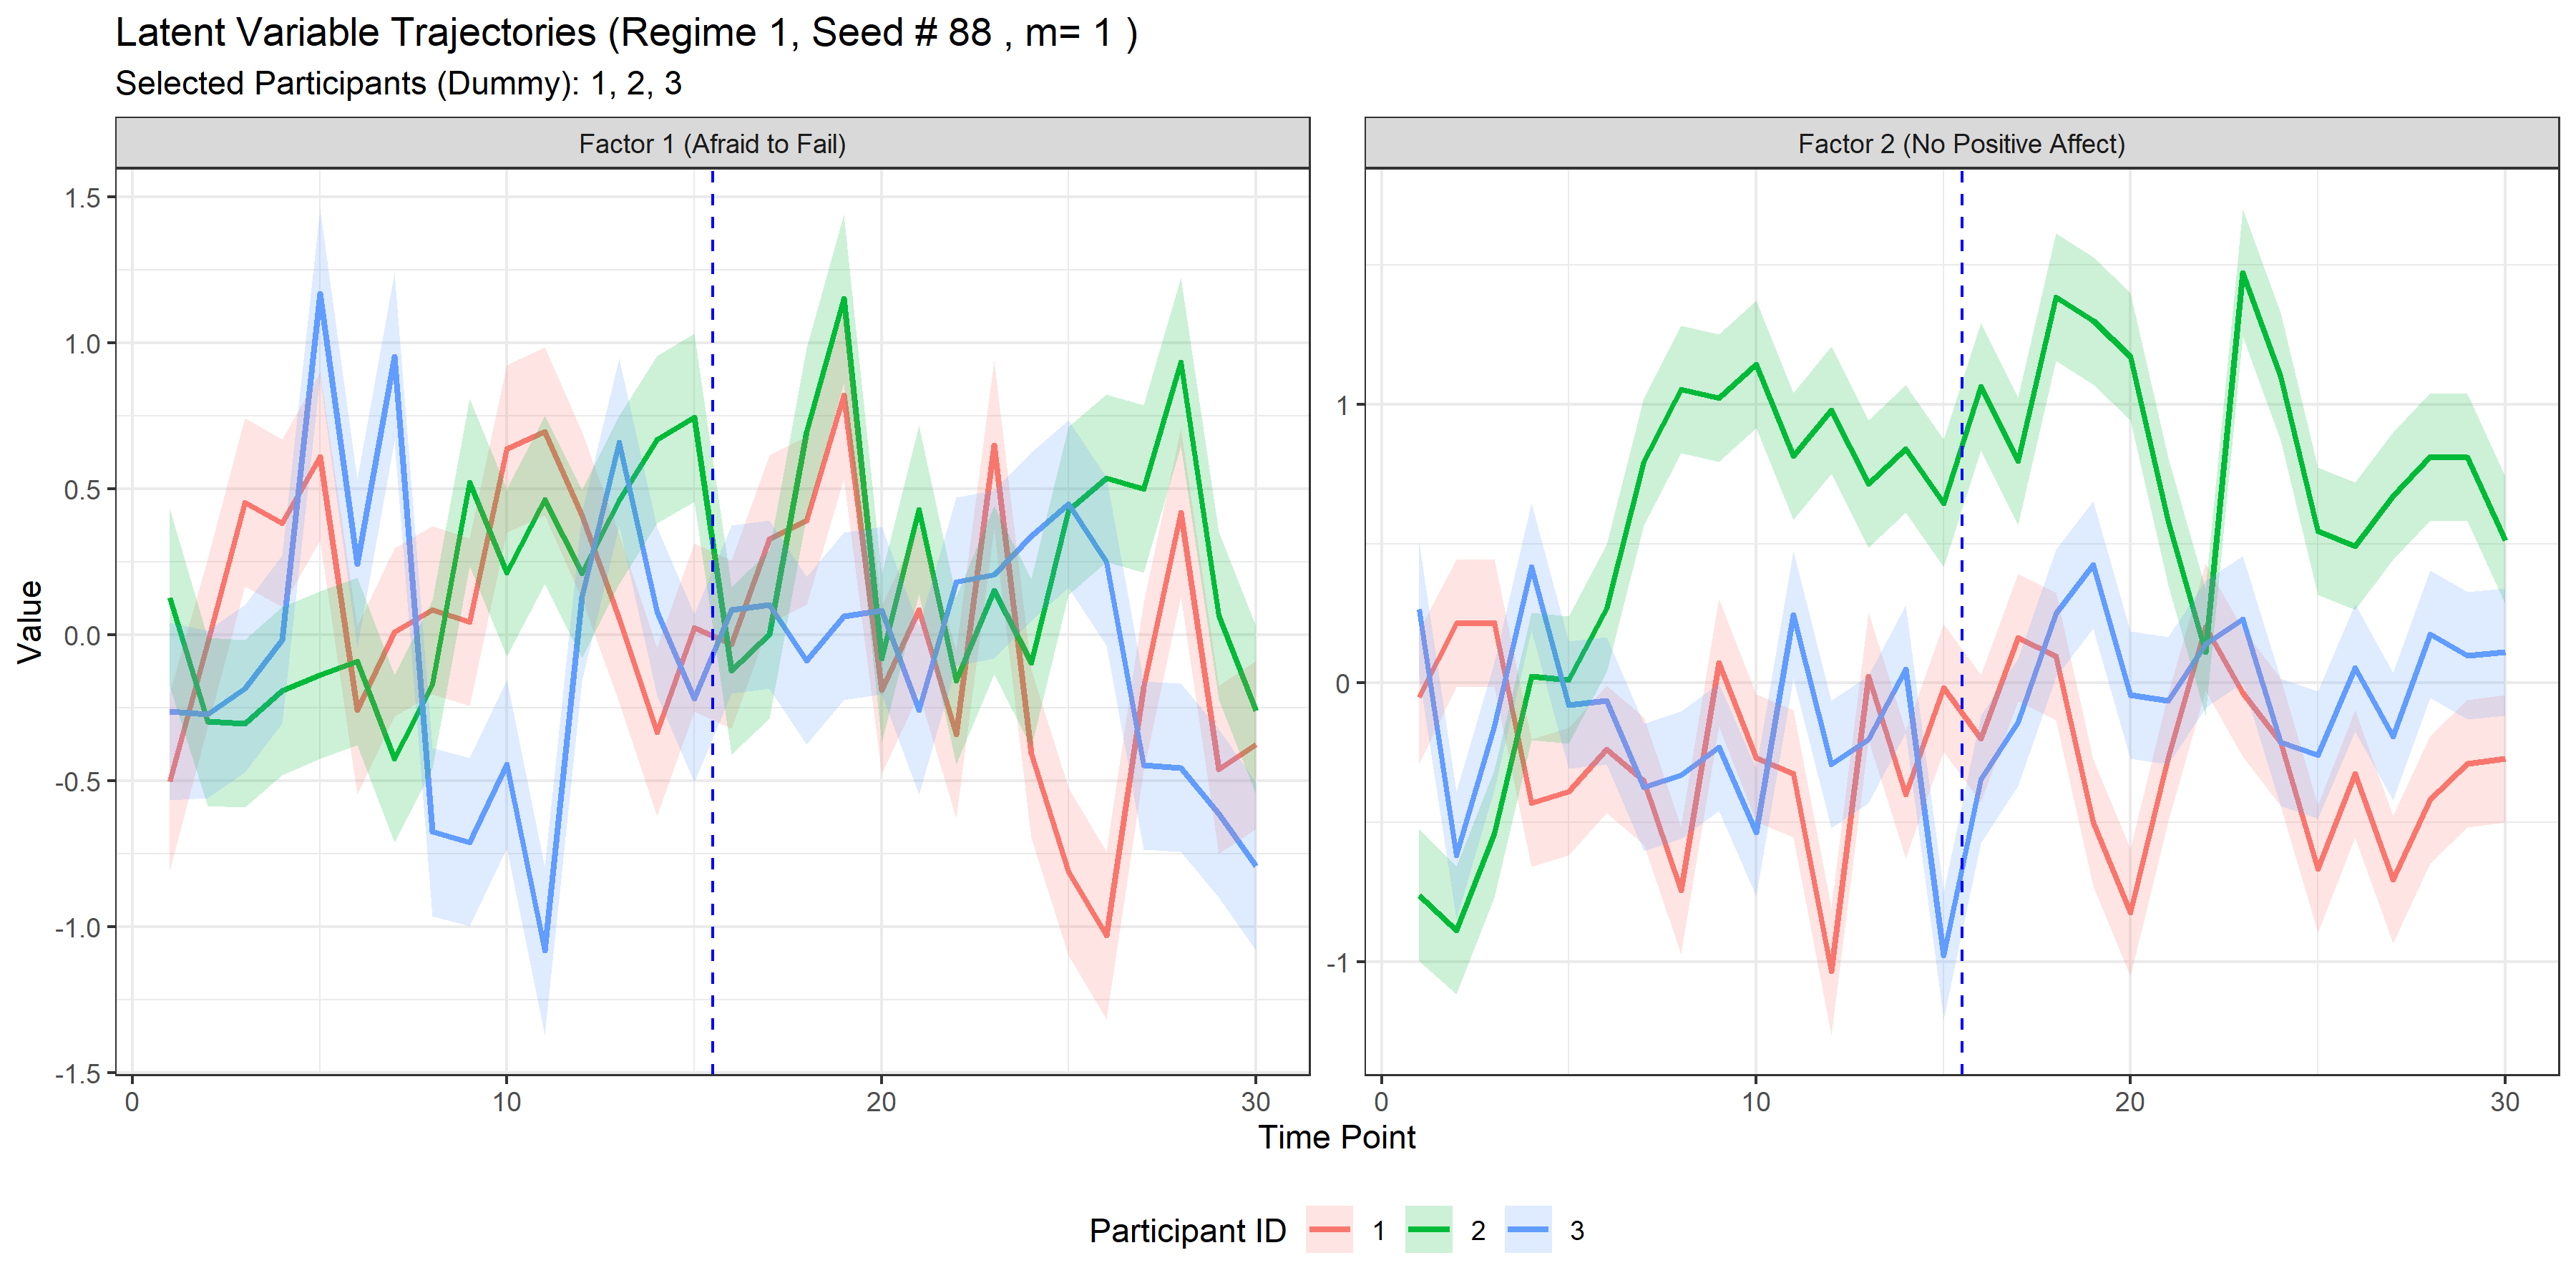 Latent Variable Trajectories (Regime 1, Seed # 88 , m= 1 )
Selected Participants (Dummy): 1, 2, 3
Factor 1 (Afraid to Fail)
Factor 2 (No Positive Affect)
Value
1.5
1.0
0.5
0.0
-0.5
-1.0
-1.5
1
0
-1
0 10 20 30
0 10 20 30
Time Point
Participant ID 1 2 3